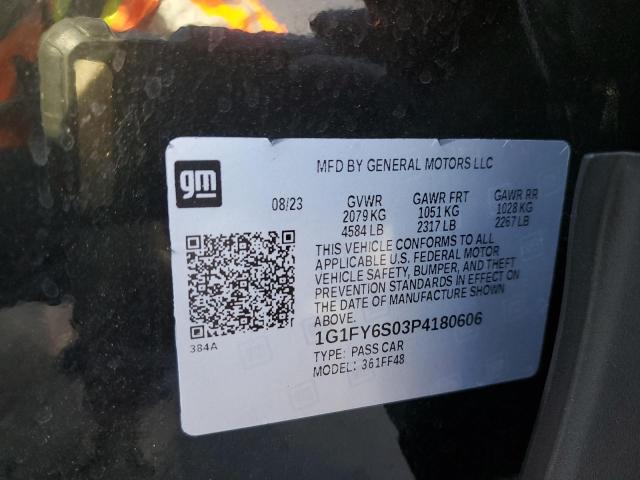 gm
MFD BY GENERAL MOTORS LLC
08/23 GVWR GAWR FRT GAWR RR
2079 KG 1051 KG 1028 KG
4584 LB 2317 LB 2267 LB
THIS VEHICLE CONFORMS TO ALL
APPLICABLE U.S. FEDERAL MOTOR
VEHICLE SAFETY, BUMPER, AND THEFT
PREVENTION STANDARDS IN EFFECT ON
THE DATE OF MANUFACTURE SHOWN
ABOVE.
1G1FY6S03P4180606
384A
TYPE: PASS CAR
MODEL: 361FF48